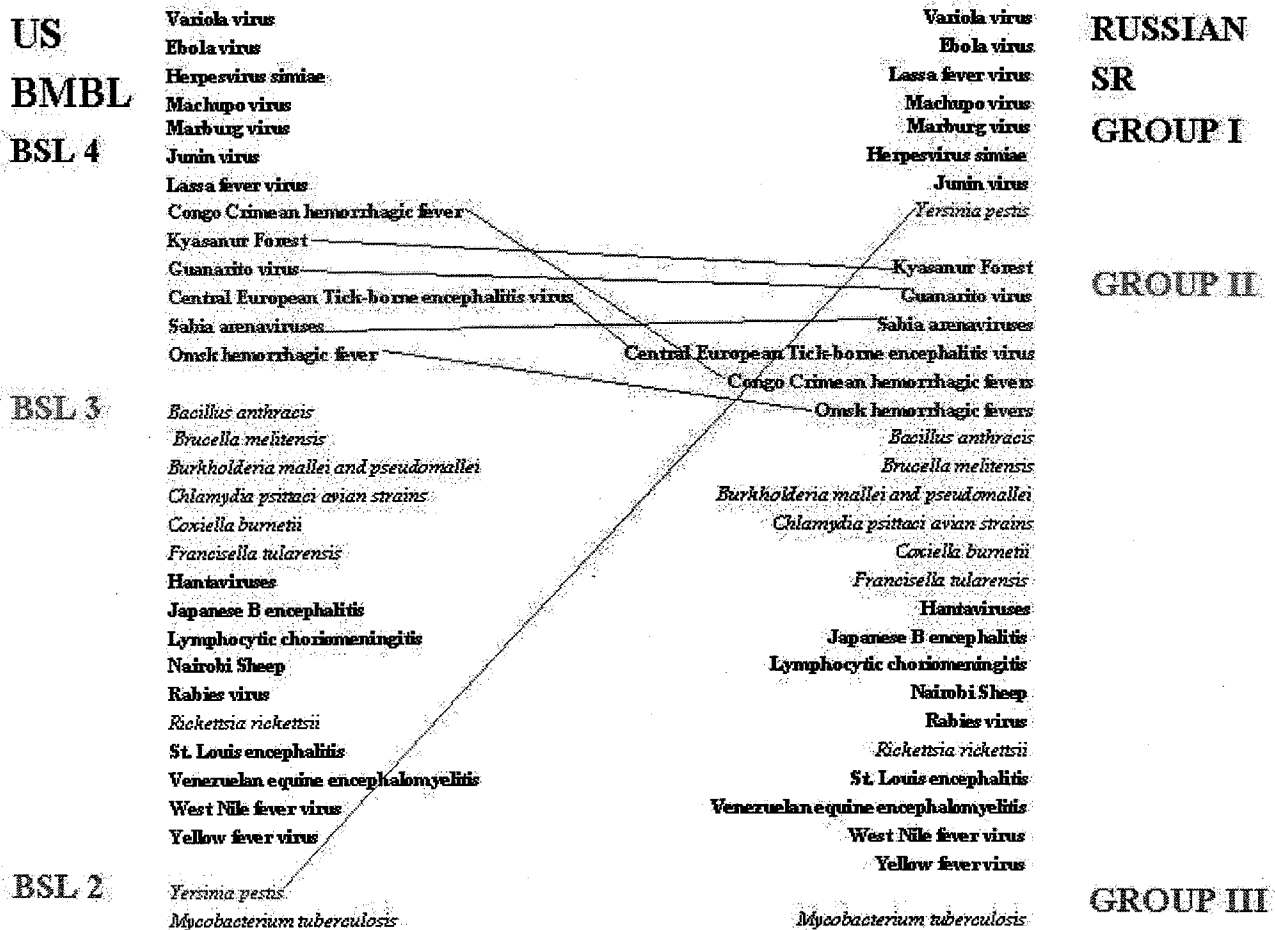 US
BMBL
BSL 4
Variola virus
Ebola virus
Herpesvirus simiae
Machupo virus
Marburg virus
Junin virus
Lassa fever virus
Congo Crimean hemorrhagic fever
Kyasanur Forest
Guanarito virus
Central European Tick-borne encephalitis virus
Sabia arenaviruses
Omsk hemorrhagic fever
BSL 3
Bacillus anthracis
Brucella melitensis
Burkholderia mallei and pseudomallei
Chlamydia psittaci avian strains
Coxiella burnetii
Francisella tularensis
Hantaviruses
Japanese B encephalitis
Lymphocytic choriomeningitis
Nairobi Sheep
Rabies virus
Rickettsia rickettsii
St. Louis encephalitis
Venezuelan equine encephalomyelitis
West Nile fever virus
Yellow fever virus
BSL 2
Yersinia pestis
Mycobacterium tuberculosis
RUSSIAN
SR
GROUP I
Variola virus
Ebola virus
Lassa fever virus
Machupo virus
Marburg virus
Herpesvirus simiae
Junin virus
Yersinia pestis
GROUP II
Kyasanur Forest
Guanarito virus
Sabia arenaviruses
Central European Tick-borne encephalitis virus
Congo Crimean hemorrhagic fevers
Omsk hemorrhagic fevers
Bacillus anthracis
Brucella melitensis
Burkholderia mallei and pseudomallei
Chlamydia psittaci avian strains
Coxiella burnetii
Francisella tularensis
Hantaviruses
Japanese B encephalitis
Lymphocytic choriomeningitis
Nairobi Sheep
Rabies virus
Rickettsia rickettsii
St. Louis encephalitis
Venezuelan equine encephalomyelitis
West Nile fever virus
Yellow fever virus
GROUP III
Mycobacterium tuberculosis